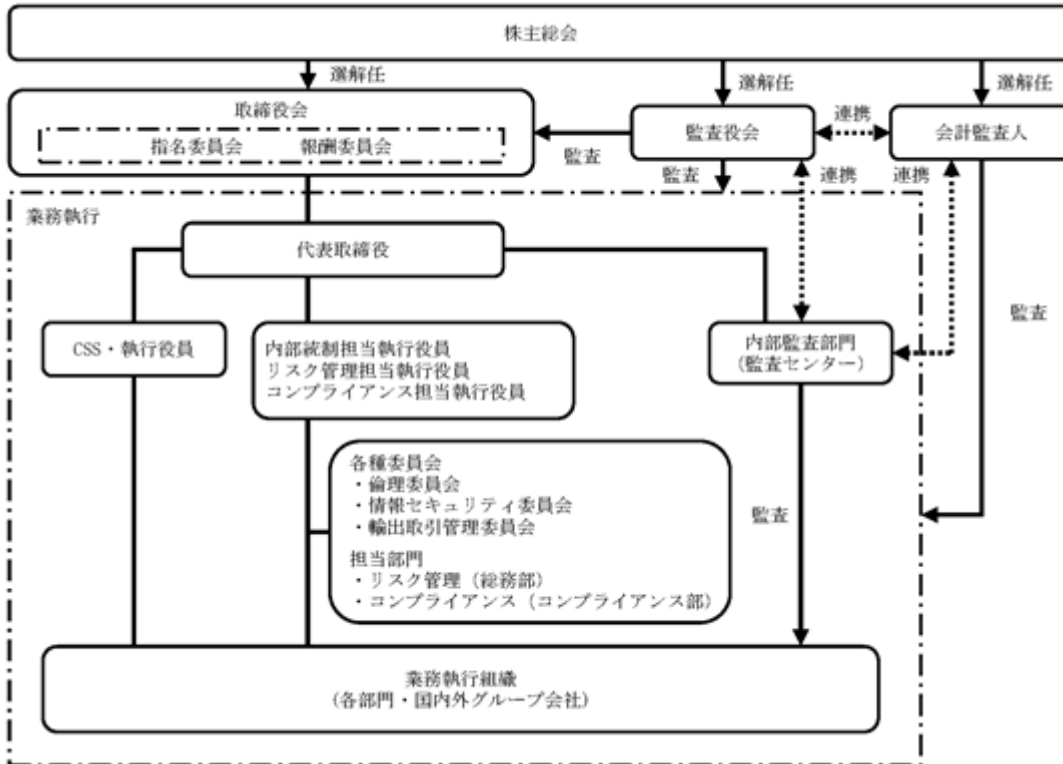 株主総会
選解任
選解任
選解任
取締役会
指名委員会 報酬委員会
監査
監査役会
連携
会計監査人
監査
連携
連携
業務執行
代表取締役
監査
CSS・執行役員
内部統制担当執行役員
リスク管理担当執行役員
コンプライアンス担当執行役員
内部監査部門
(監査センター)
各種委員会
・倫理委員会
・情報セキュリティ委員会
・輸出取引管理委員会
担当部門
・リスク管理（総務部）
・コンプライアンス（コンプライアンス部）
監査
業務執行組織
(各部門・国内外グループ会社)